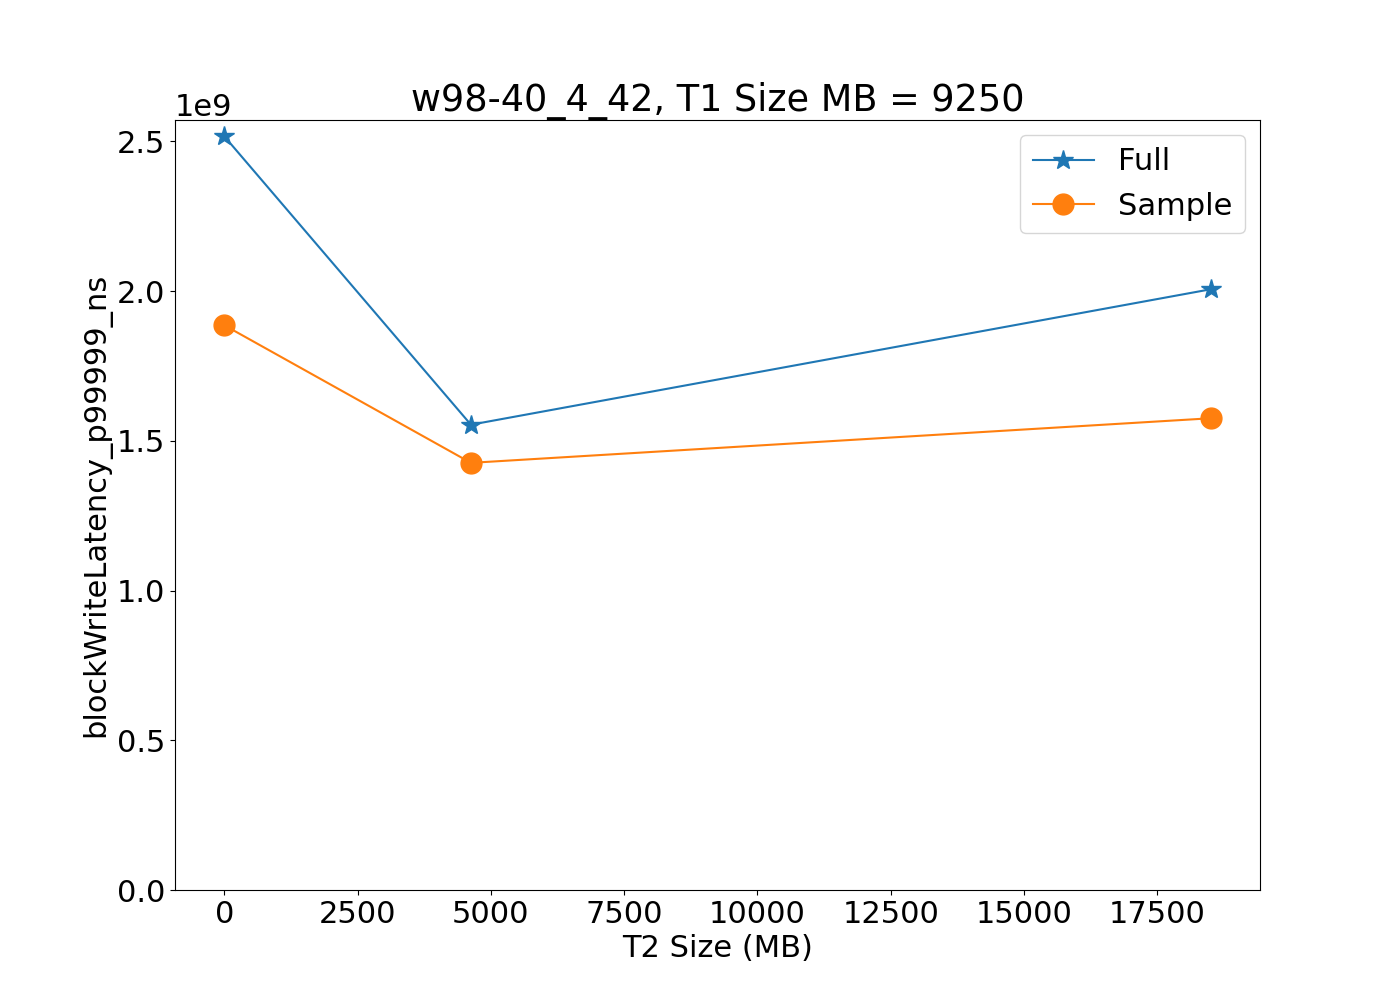 w98-40_4_42, T1 Size MB = 9250
1e9
2.5
2.0
1.5
1.0
0.5
0.0
blockWriteLatency_p99999_ns
Full
Sample
0 2500 5000 7500 10000 12500 15000 17500
T2 Size (MB)